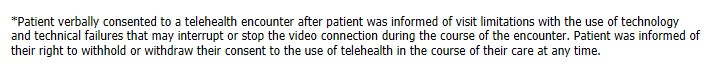 *Patient verbally consented to a telehealth encounter after patient was informed of visit limitations with the use of technology
and technical failures that may interrupt or stop the video connection during the course of the encounter. Patient was informed of
their right to withhold or withdraw their consent to the use of telehealth in the course of their care at any time.